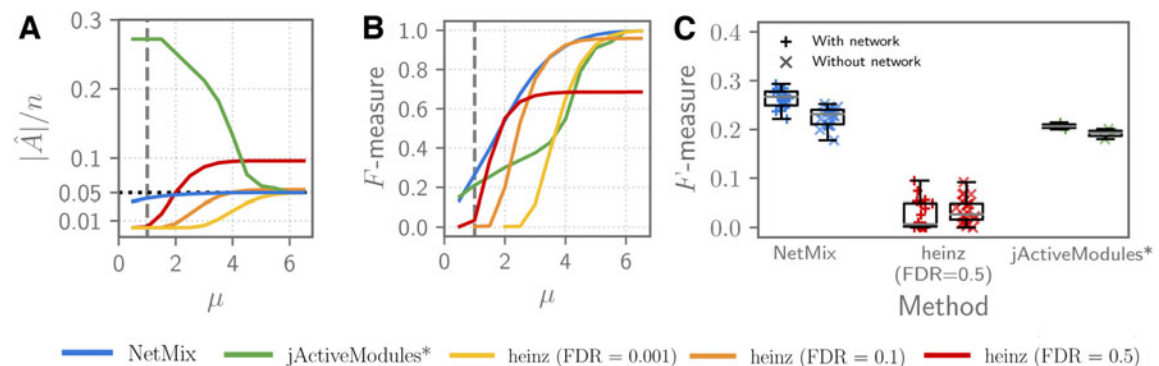 A
0.3
0.2
0.1
0.05
0.01
|Â|/n
0 2 4 6
μ
B
1.0
0.8
0.6
0.4
0.2
0.0
F-measure
0 2 4 6
μ
C
+ With network
× Without network
0.4
0.3
0.2
0.1
0.0
F-measure
NetMix heinz jActiveModules*
(FDR=0.5)
Method
NetMix jActiveModules* heinz (FDR = 0.001) heinz (FDR = 0.1) heinz (FDR = 0.5)